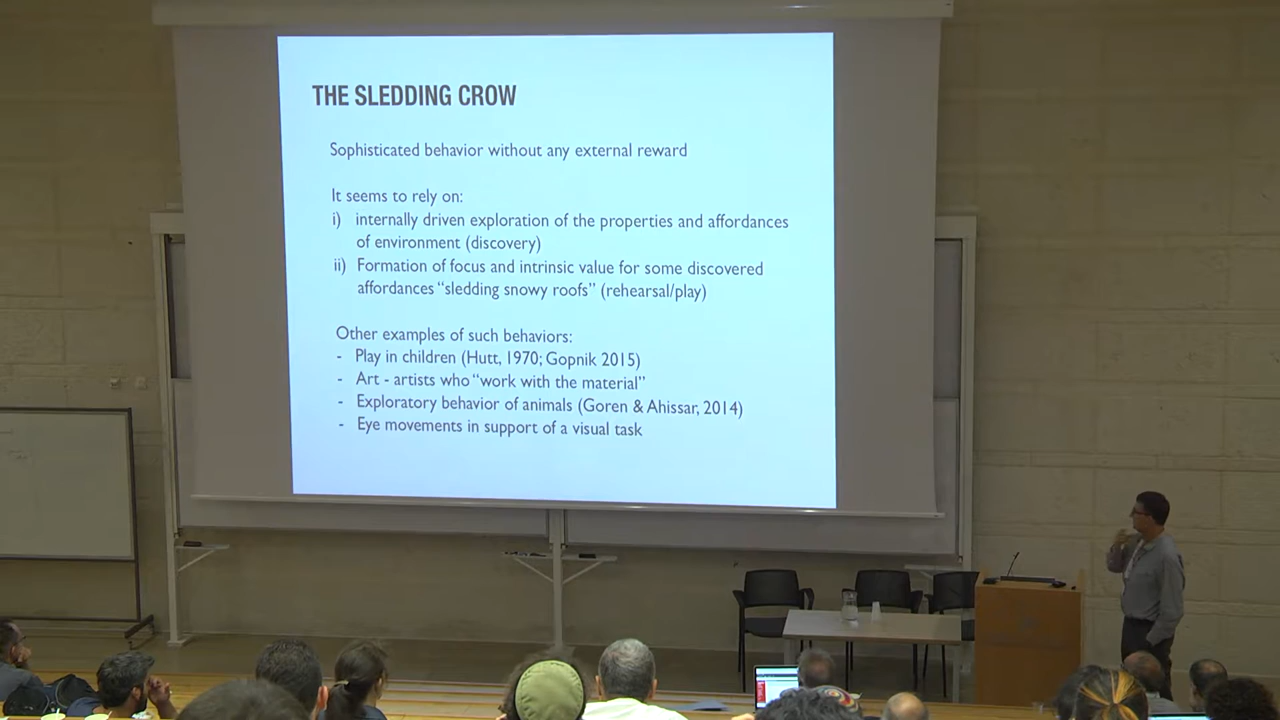 THE SLEDDING CROW
Sophisticated behavior without any external reward
It seems to rely on:
i) internally driven exploration of the properties and affordances
of environment (discovery)
ii) Formation of focus and intrinsic value for some discovered
affordances “sledding snowy roofs” (rehearsal/play)
Other examples of such behaviors:
- Play in children (Hutt, 1970; Gopnik 2015)
- Art - artists who “work with the material”
- Exploratory behavior of animals (Goren & Ahissar, 2014)
- Eye movements in support of a visual task